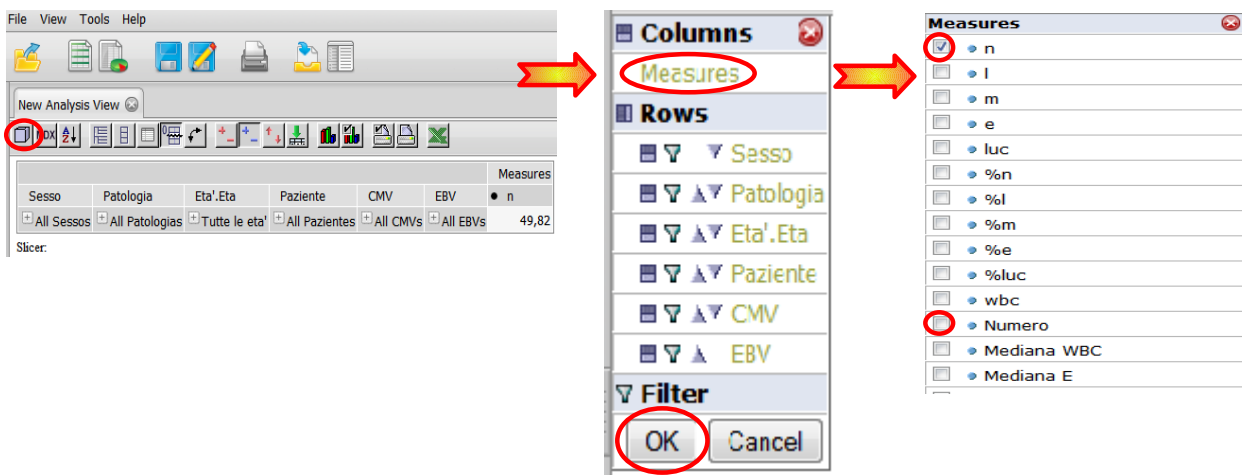 File View Tools Help
New Analysis View
MDX
Measures
Sesso Patologia Eta'.Eta Paziente CMV EBV n
All Sessos All Patologias Tutte le eta' All Pazientes All CMVs All EBVs 49,82
Slicer:
Columns
Measures
Rows
Sesso
Patologia
Eta'.Eta
Paziente
CMV
EBV
Filter
OK Cancel
Measures
n
l
m
e
luc
%n
%l
%m
%e
%luc
wbc
Numero
Mediana WBC
Mediana E